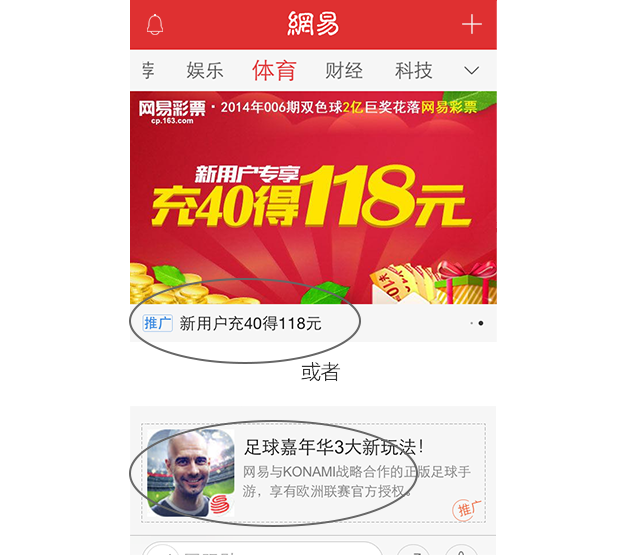 網易
娱乐 体育 财经 科技
网易彩票·2014年006期双色球2亿巨奖花落网易彩票
cp.163.com
新用户专享
充40得118元
推广 新用户充40得118元
或者
足球嘉年华3大新玩法！
网易与KONAMI战略合作的正版足球手
游，享有欧洲联赛官方授权。
推广